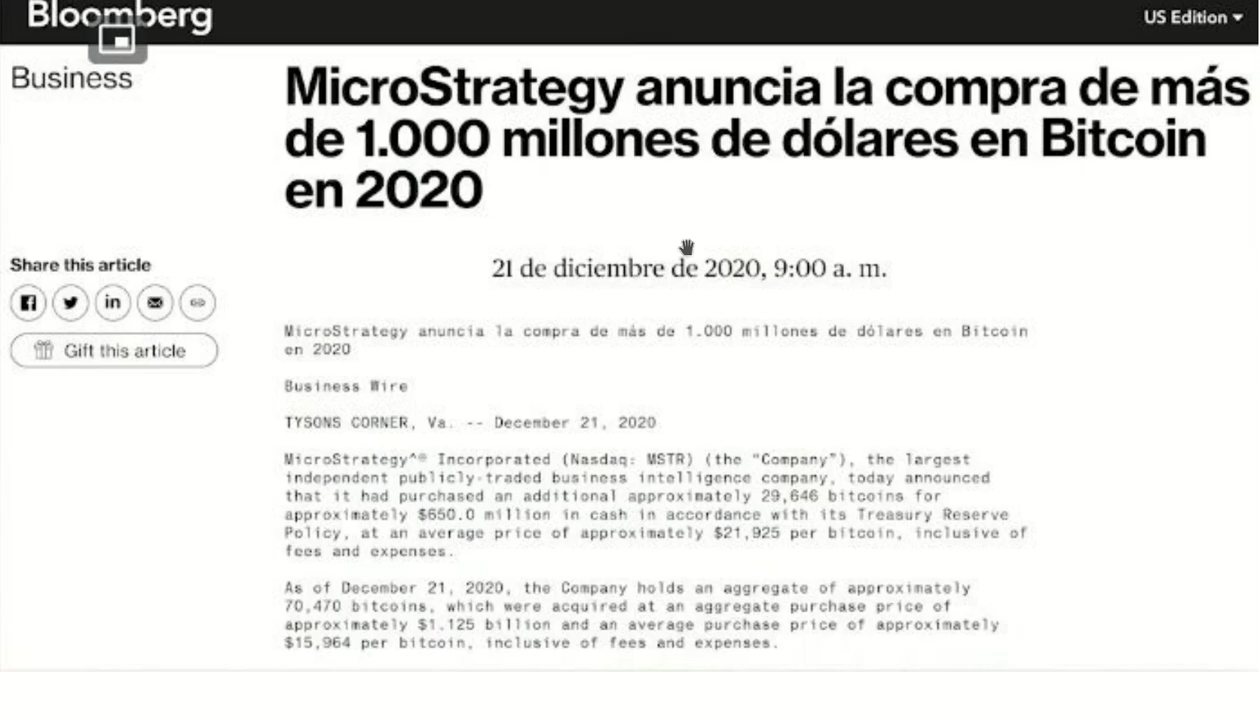 Bloomberg
US Edition
Business
MicroStrategy anuncia la compra de más
de 1.000 millones de dólares en Bitcoin
en 2020
21 de diciembre de 2020, 9:00 a. m.
Share this article
in
Gift this article
MicroStrategy anuncia la compra de más de 1.000 millones de dólares en Bitcoin
en 2020
Business Wire
TYSONS CORNER, Va. -- December 21, 2020
MicroStrategy^® Incorporated (Nasdaq: MSTR) (the "Company"), the largest
independent publicly-traded business intelligence company, today announced
that it had purchased an additional approximately 29,646 bitcoins for
approximately $650.0 million in cash in accordance with its Treasury Reserve
Policy, at an average price of approximately $21,925 per bitcoin, inclusive of
fees and expenses.
As of December 21, 2020, the Company holds an aggregate of approximately
70,470 bitcoins, which were acquired at an aggregate purchase price of
approximately $1.125 billion and an average purchase price of approximately
$15,964 per bitcoin, inclusive of fees and expenses.